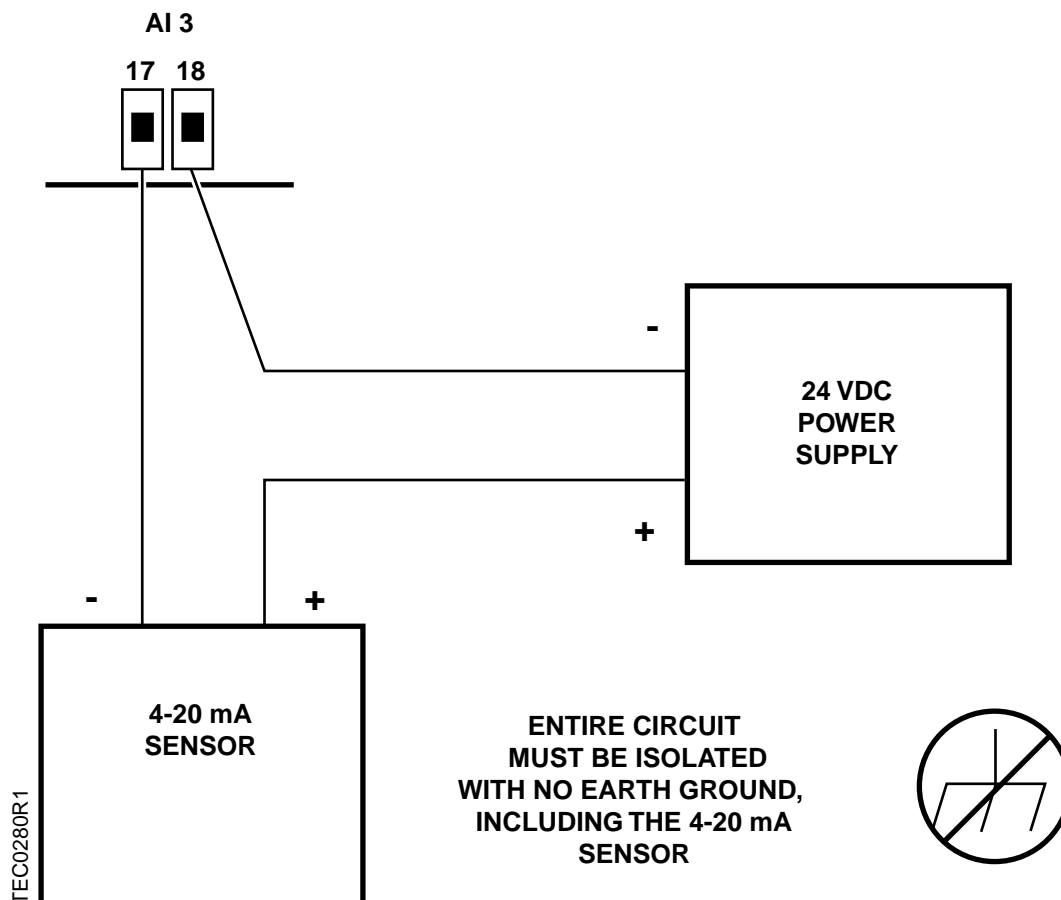 AI 3
17 18
-
24 VDC
POWER
SUPPLY
+
- +
4-20 mA
SENSOR
ENTIRE CIRCUIT
MUST BE ISOLATED
WITH NO EARTH GROUND,
INCLUDING THE 4-20 mA
SENSOR
TEC0280R1